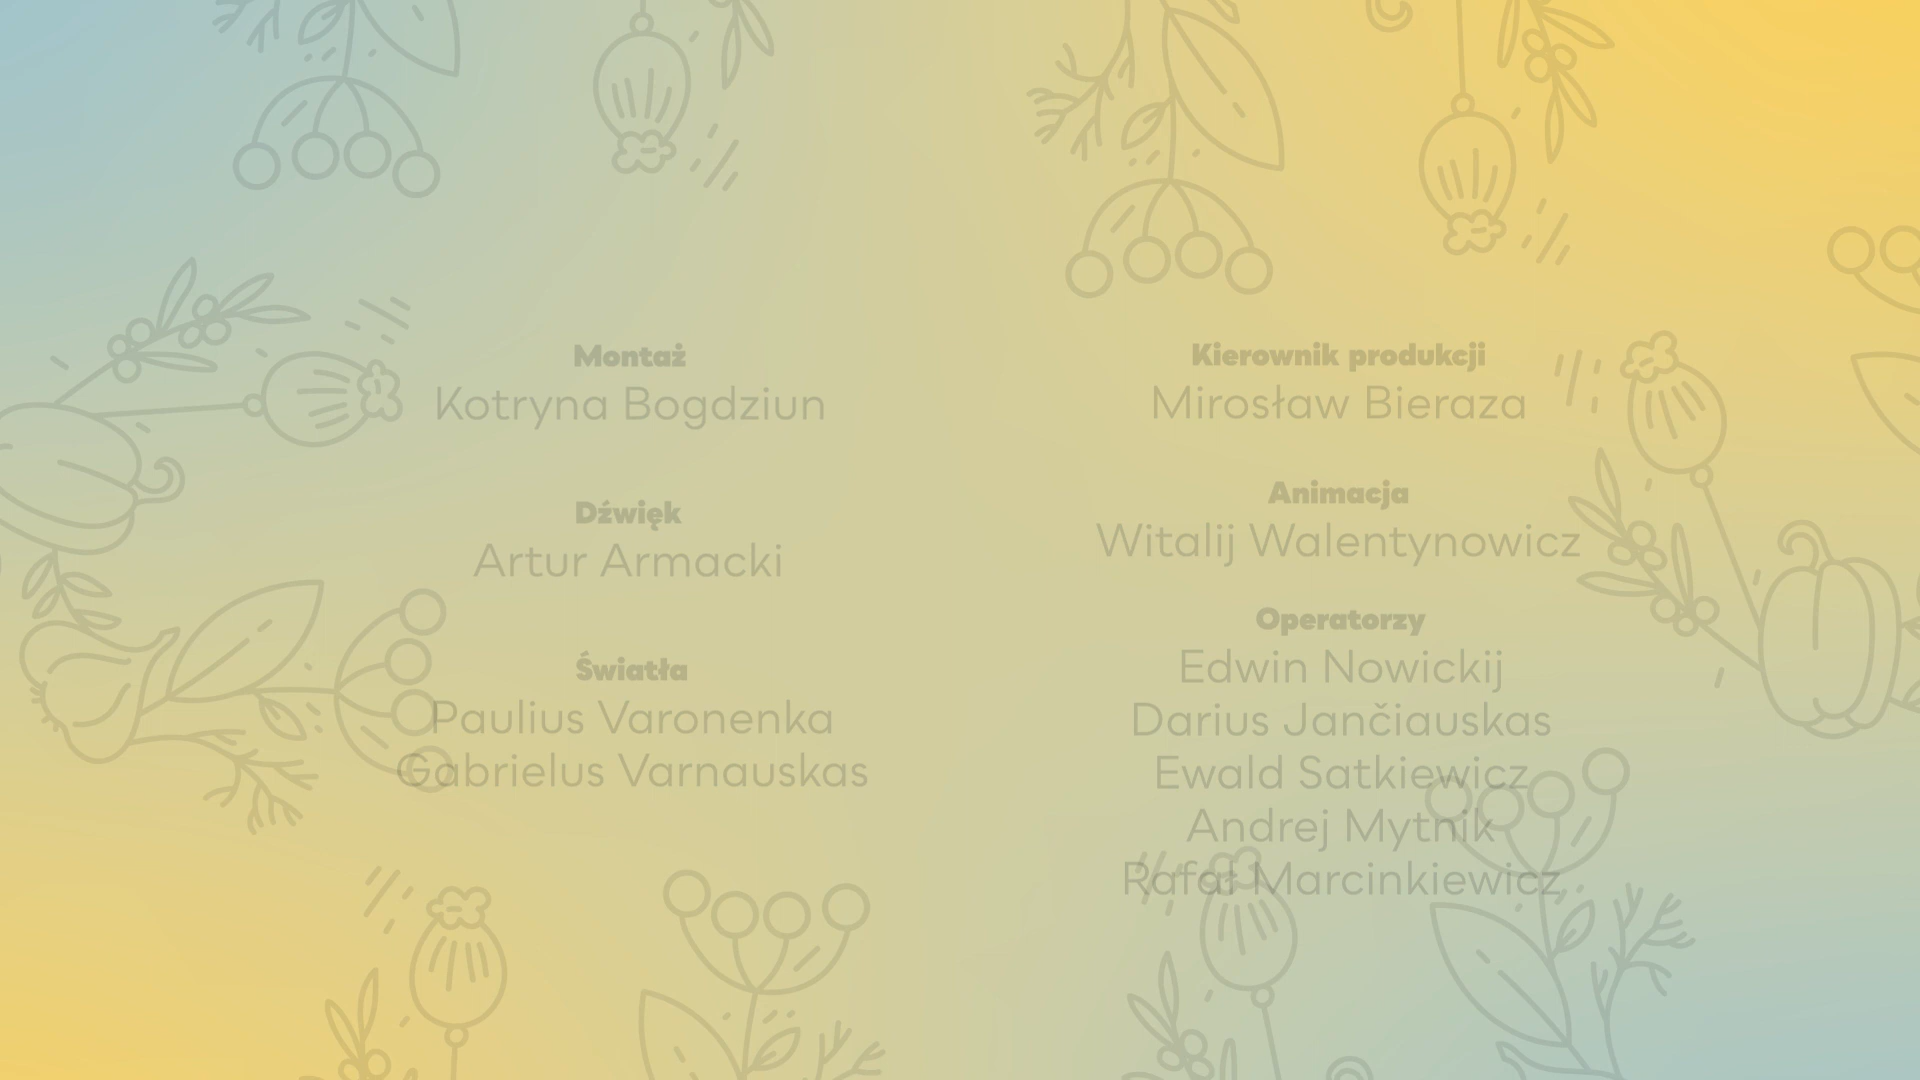 Montaż
Kotryna Bogdziun
Dźwięk
Artur Armacki
Światła
Paulius Varonenka
Gabrielus Varnauskas
Kierownik produkcji
Mirosław Bieraza
Animacja
Witalij Walentynowicz
Operatorzy
Edwin Nowickij
Darius Jančiauskas
Ewald Satkiewicz
Andrej Mytnik
Rafał Marcinkiewicz